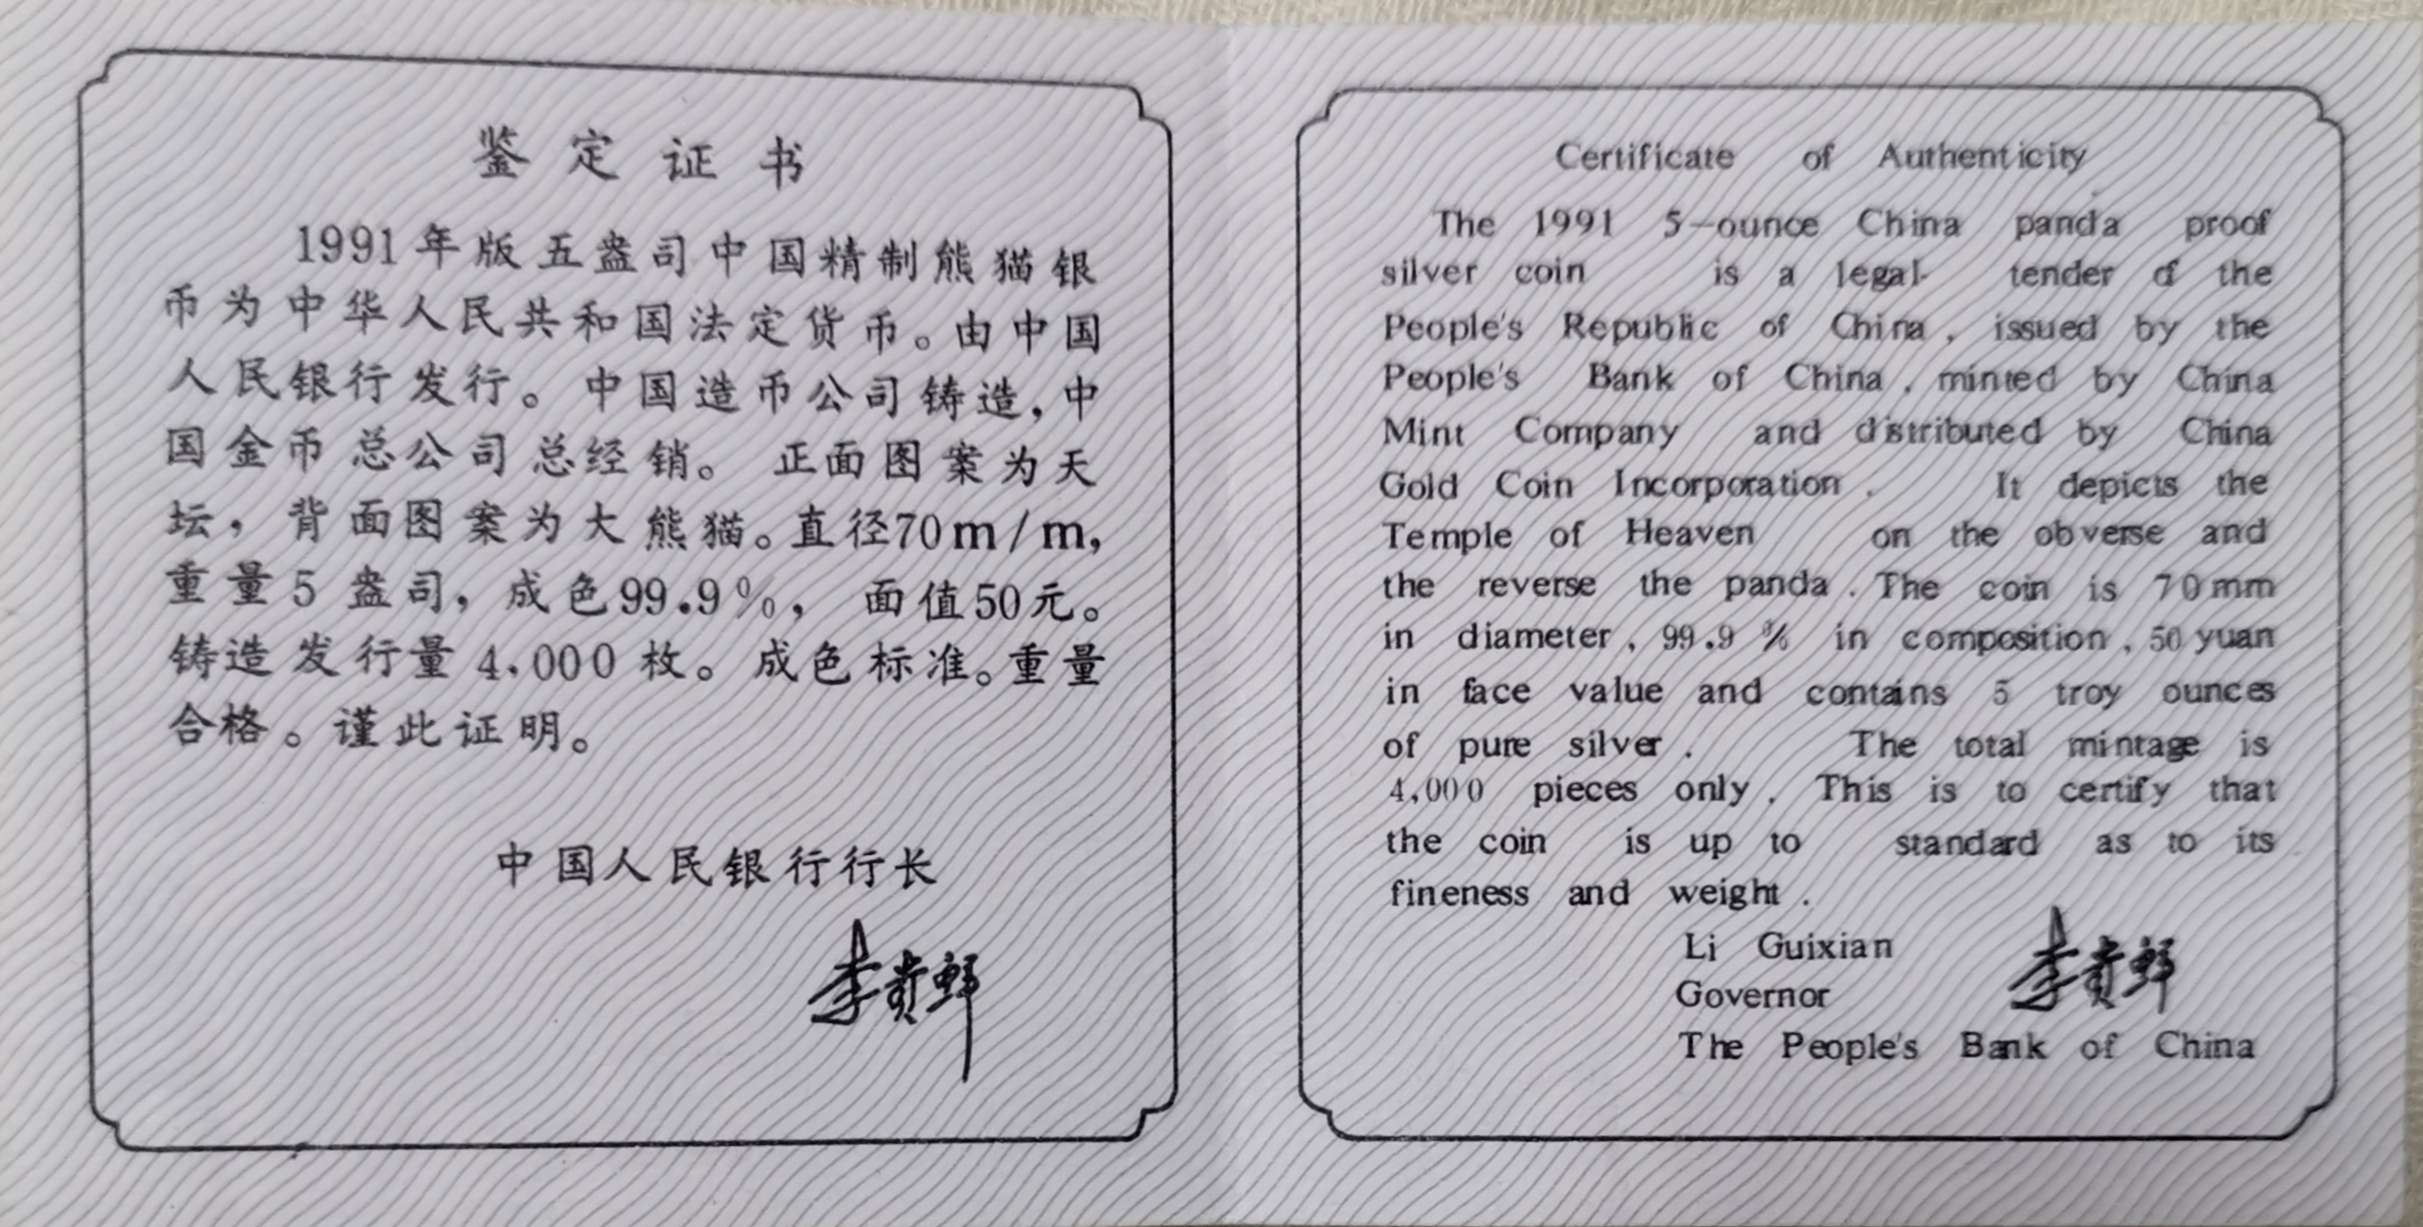 鉴定证书
1991年版五盎司中国精制熊猫银
币为中华人民共和国法定货币。由中国
人民银行发行。中国造币公司铸造，中
国金币总公司总经销。 正面图案为天
坛，背面图案为大熊猫。直径70m/m，
重量5盎司，成色99.9%， 面值50元。
铸造发行量4,000枚。成色标准。重量
合格。谨此证明。
中国人民银行行长
李贵鲜
Certificate of Authenticity
The 1991 5-ounce China panda proof
silver coin is a legal tender of the
People's Republic of China, issued by the
People's Bank of China, minted by China
Mint Company and distributed by China
Gold Coin Incorporation. It depicts the
Temple of Heaven on the obverse and
the reverse the panda. The coin is 70mm
in diameter, 99.9% in composition, 50 yuan
in face value and contains 5 troy ounces
of pure silver. The total mintage is
4,000 pieces only. This is to certify that
the coin is up to standard as to its
fineness and weight.
Li Guixian 李贵鲜
Governor
The People's Bank of China